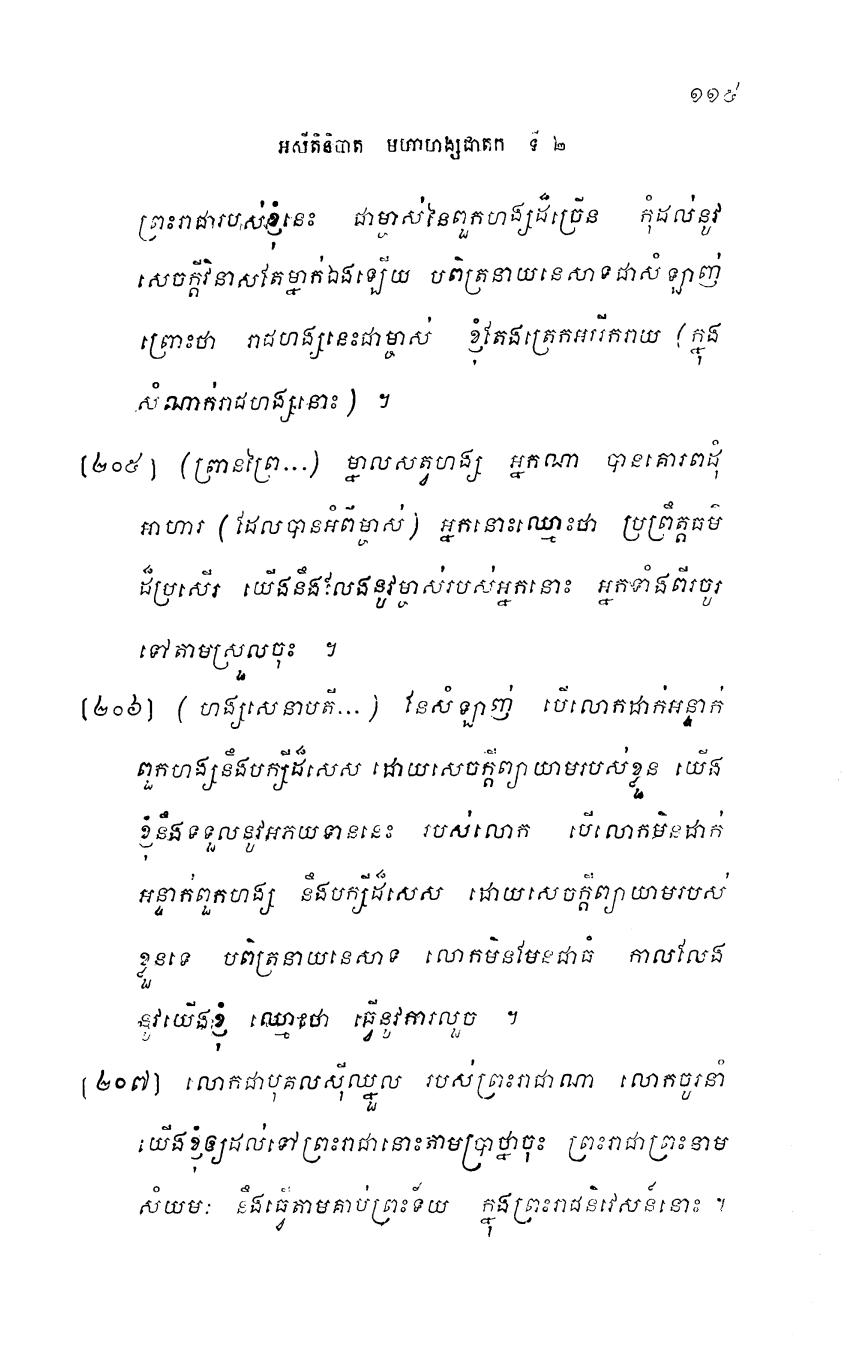 ១១៩
អសីតិនិបាត មហាហង្សជាតក ទី ២
ព្រះរាជារបស់ខ្ញុំនេះ ជាម្ចាស់នៃពួកហង្សដ៏ច្រើន កុំដល់នូវ
សេចក្តីវិនាសតែម្នាក់ឯងឡើយ បពិត្រនាយនេសាទជាសំឡាញ់
ព្រោះថា រាជហង្សនេះជាម្ចាស់ ខ្ញុំតែងត្រេកអររីករាយ (ក្នុង
សំណាក់រាជហង្សនោះ) ។
[២០៥] (ព្រានព្រៃ...) ម្នាលសត្វហង្ស អ្នកណា បានគោរពដុំ
អាហារ (ដែលបានអំពីម្ចាស់) អ្នកនោះឈ្មោះថា ប្រព្រឹត្តធម៌
ដ៏ប្រសើរ យើងនឹងលែងនូវម្ចាស់របស់អ្នកនោះ អ្នកទាំងពីរចូរ
ទៅតាមស្រួលចុះ ។
[២០៦] (ហង្សសេនាបតី...) នែសំឡាញ់ បើលោកដាក់អន្ទាក់
ពួកហង្សនឹងបក្សីដ៏សេស ដោយសេចក្តីព្យាយាមរបស់ខ្លួន យើង
ខ្ញុំនឹងទទួលនូវអភយទាននេះ របស់លោក បើលោកមិនដាក់
អន្ទាក់ពួកហង្ស នឹងបក្សីដ៏សេស ដោយសេចក្តីព្យាយាមរបស់
ខ្លួនទេ បពិត្រនាយនេសាទ លោកមិនមែនជាធំ កាលលែង
នូវយើងខ្ញុំ ឈ្មោះថា ធ្វើនូវការលួច ។
[២០៧] លោកជាបុគលស៊ីឈ្នួល របស់ព្រះរាជាណា លោកចូរនាំ
យើងខ្ញុំឲ្យដល់ទៅព្រះរាជានោះតាមប្រាថ្នាចុះ ព្រះរាជាព្រះនាម
សំយមៈ នឹងធ្វើតាមគាប់ព្រះទ័យ ក្នុងព្រះរាជនិវេសន៍នោះ ។